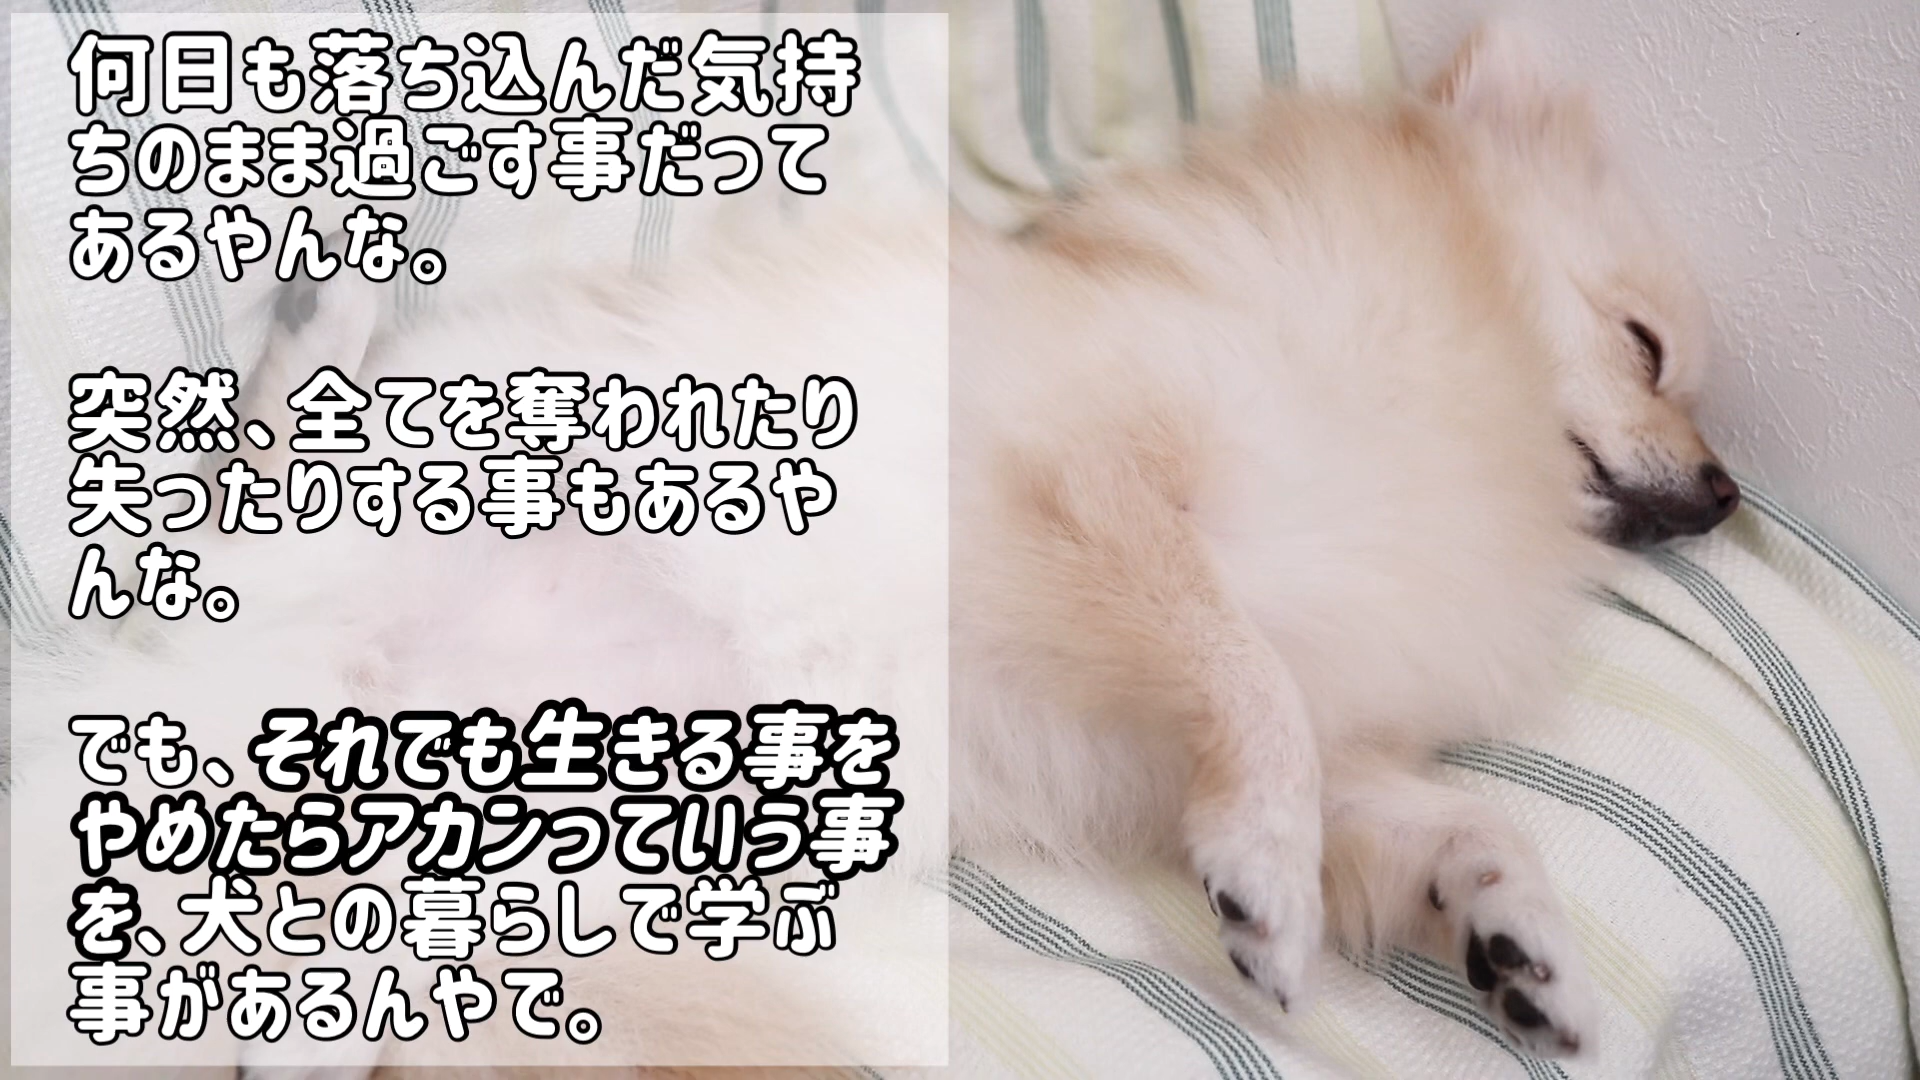 何日も落ち込んだ気持
ちのまま過ごす事だって
あるやんな。
突然、全てを奪われたり
失ったりする事もあるや
んな。
でも、それでも生きる事を
やめたらアカンっていう事
を、犬との暮らしで学ぶ
事があるんやで。